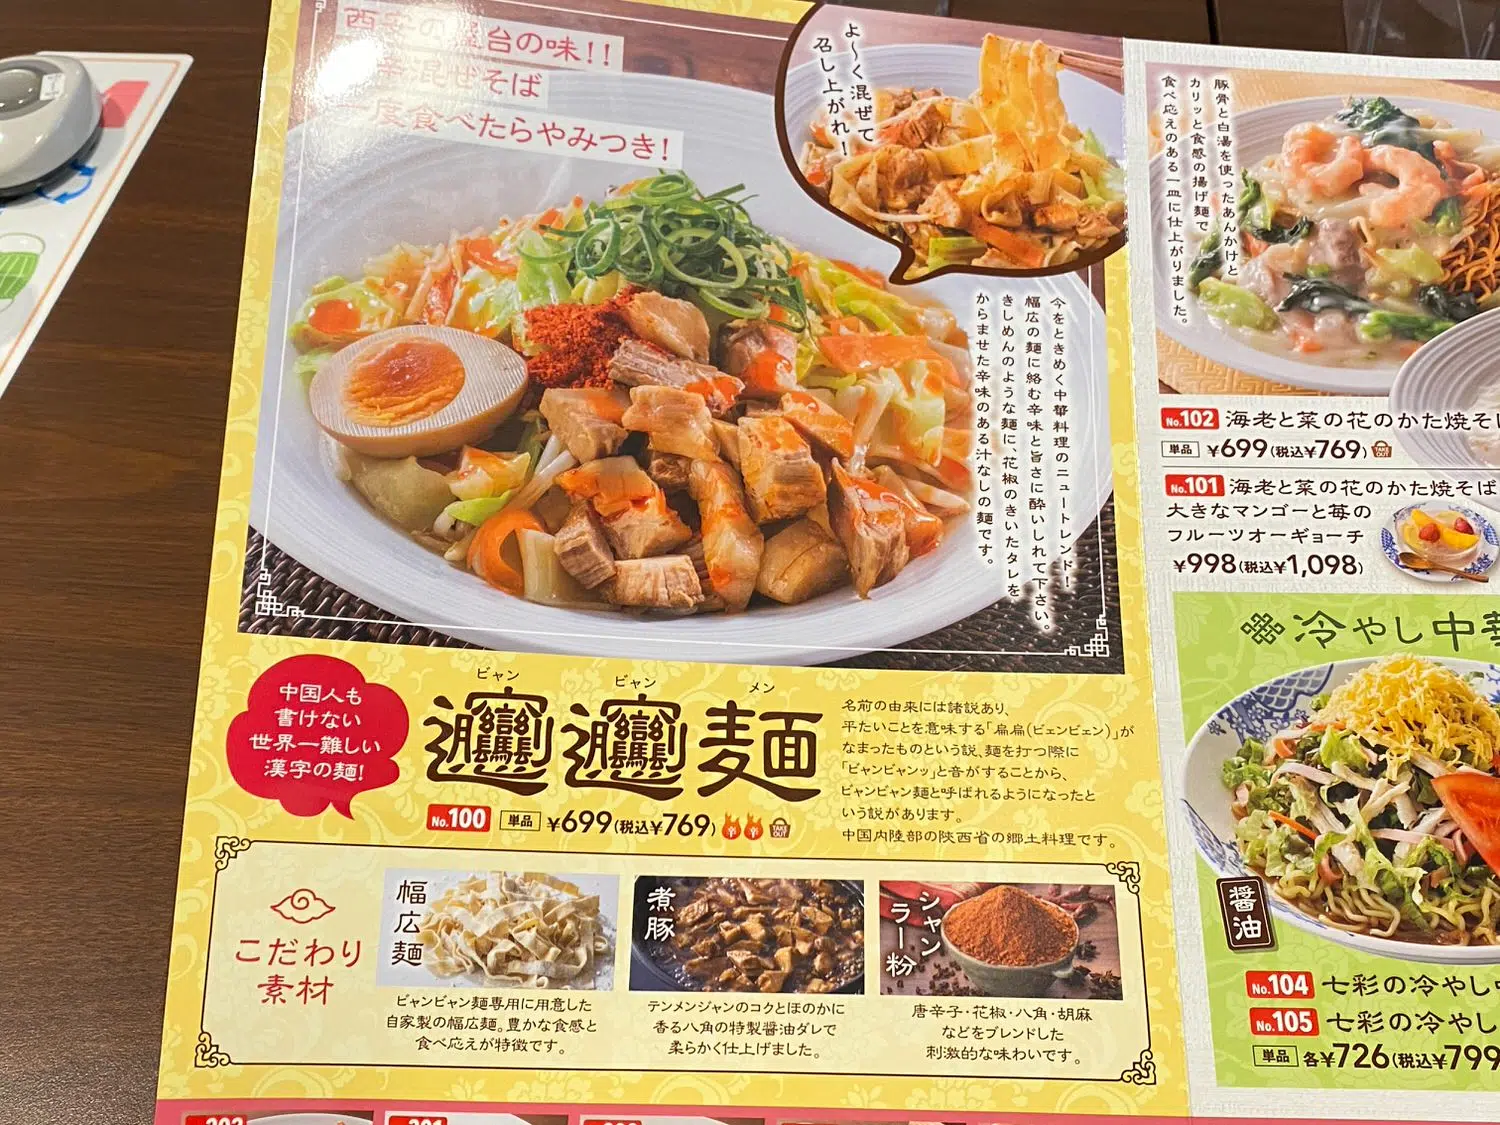 西安の屋台の味!!
混ぜそば
一度食べたらやみつき!
よ〜く混ぜて
召し上がれ!
今をときめく中華料理のニュートレンド!
幅広の麺に絡む辛味と旨さに酔いしれて下さい。
きしめんのような麺に、花椒のきいたタレを
からませた辛味のある汁なしの麺です。
中国人も
書けない
世界一難しい
漢字の麺!
ビャン ビャン メン
𰻞𰻞麺
No.100 単品 ¥699(税込¥769) TAKE OUT
名前の由来には諸説あり、
平たいことを意味する「扁扁(ビェンビェン)」が
なまったものという説、麺を打つ際に
「ビャンビャンッ」と音がすることから、
ビャンビャン麺と呼ばれるようになったと
いう説があります。
中国内陸部の陝西省の郷土料理です。
こだわり
素材
幅広麺
ビャンビャン麺専用に用意した
自家製の幅広麺。豊かな食感と
食べ応えが特徴です。
煮豚
テンメンジャンのコクとほのかに
香る八角の特製醤油ダレで
柔らかく仕上げました。
シャンラー粉
唐辛子・花椒・八角・胡麻
などをブレンドした
刺激的な味わいです。
豚骨と白湯を使ったあんかけと
カリッと食感の揚げ麺で
食べ応えのある一皿に仕上がりました。
No.102 海老と菜の花のかた焼そば
単品 ¥699(税込¥769) TAKE OUT
No.101 海老と菜の花のかた焼そば
大きなマンゴーと苺の
フルーツオーギョーチ
¥998(税込¥1,098)
冷やし中華
醤油
No.104 七彩の冷やし
No.105 七彩の冷やし
単品 各¥726(税込¥799